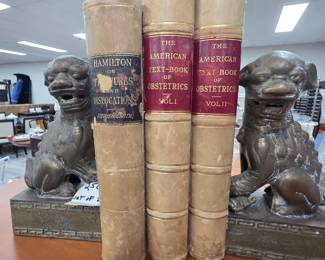 HAMILTON
ON
FRACTURES
AND
DISLOCATIONS
THE
AMERICAN
TEXT-BOOK
OF
OBSTETRICS
VOL. I
THE
AMERICAN
TEXT-BOOK
OF
OBSTETRICS
VOL. II